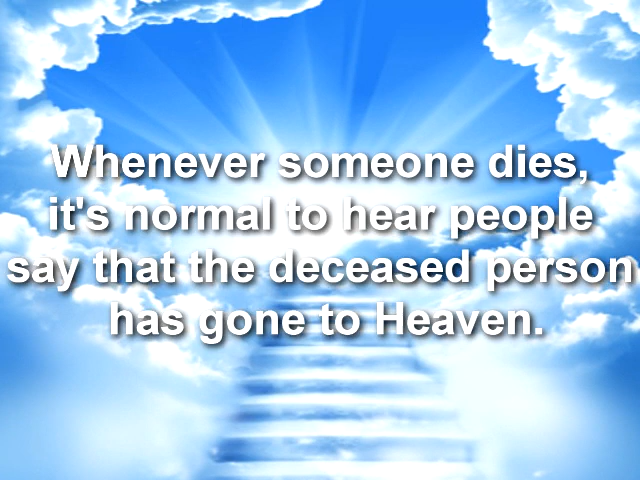 Whenever someone dies,
it's normal to hear people
say that the deceased person
has gone to Heaven.